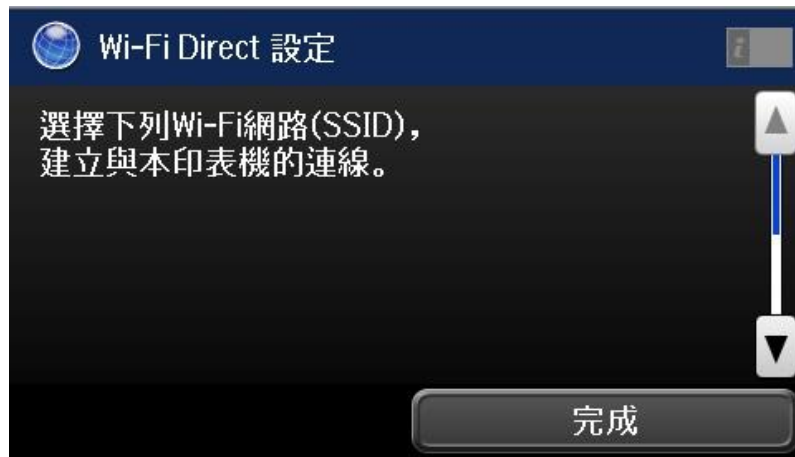 Wi-Fi Direct 設定
i
選擇下列Wi-Fi網路(SSID),
建立與本印表機的連線。
完成